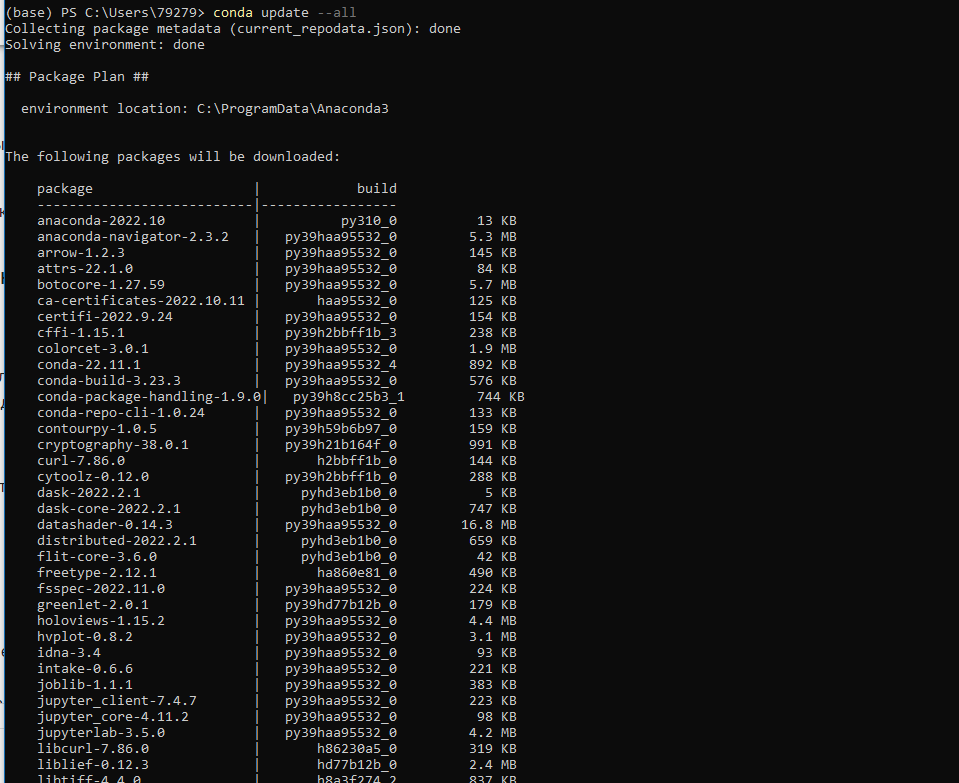 (base) PS C:\Users\79279> conda update --all
Collecting package metadata (current_repodata.json): done
Solving environment: done
## Package Plan ##
environment location: C:\ProgramData\Anaconda3
The following packages will be downloaded:
package | build
---------------------------|-----------------
anaconda-2022.10 | py310_0 13 KB
anaconda-navigator-2.3.2 | py39haa95532_0 5.3 MB
arrow-1.2.3 | py39haa95532_0 145 KB
attrs-22.1.0 | py39haa95532_0 84 KB
botocore-1.27.59 | py39haa95532_0 5.7 MB
ca-certificates-2022.10.11 | haa95532_0 125 KB
certifi-2022.9.24 | py39haa95532_0 154 KB
cffi-1.15.1 | py39h2bbff1b_3 238 KB
colorcet-3.0.1 | py39haa95532_0 1.9 MB
conda-22.11.1 | py39haa95532_4 892 KB
conda-build-3.23.3 | py39haa95532_0 576 KB
conda-package-handling-1.9.0| py39h8cc25b3_1 744 KB
conda-repo-cli-1.0.24 | py39haa95532_0 133 KB
contourpy-1.0.5 | py39h59b6b97_0 159 KB
cryptography-38.0.1 | py39h21b164f_0 991 KB
curl-7.86.0 | h2bbff1b_0 144 KB
cytoolz-0.12.0 | py39h2bbff1b_0 288 KB
dask-2022.2.1 | pyhd3eb1b0_0 5 KB
dask-core-2022.2.1 | pyhd3eb1b0_0 747 KB
datashader-0.14.3 | py39haa95532_0 16.8 MB
distributed-2022.2.1 | pyhd3eb1b0_0 659 KB
flit-core-3.6.0 | pyhd3eb1b0_0 42 KB
freetype-2.12.1 | ha860e81_0 490 KB
fsspec-2022.11.0 | py39haa95532_0 224 KB
greenlet-2.0.1 | py39hd77b12b_0 179 KB
holoviews-1.15.2 | py39haa95532_0 4.4 MB
hvplot-0.8.2 | py39haa95532_0 3.1 MB
idna-3.4 | py39haa95532_0 93 KB
intake-0.6.6 | py39haa95532_0 221 KB
joblib-1.1.1 | py39haa95532_0 383 KB
jupyter_client-7.4.7 | py39haa95532_0 223 KB
jupyter_core-4.11.2 | py39haa95532_0 98 KB
jupyterlab-3.5.0 | py39haa95532_0 4.2 MB
libcurl-7.86.0 | h86230a5_0 319 KB
liblief-0.12.3 | hd77b12b_0 2.4 MB
libtiff-4.4.0 | h8a3f274_2 837 KB